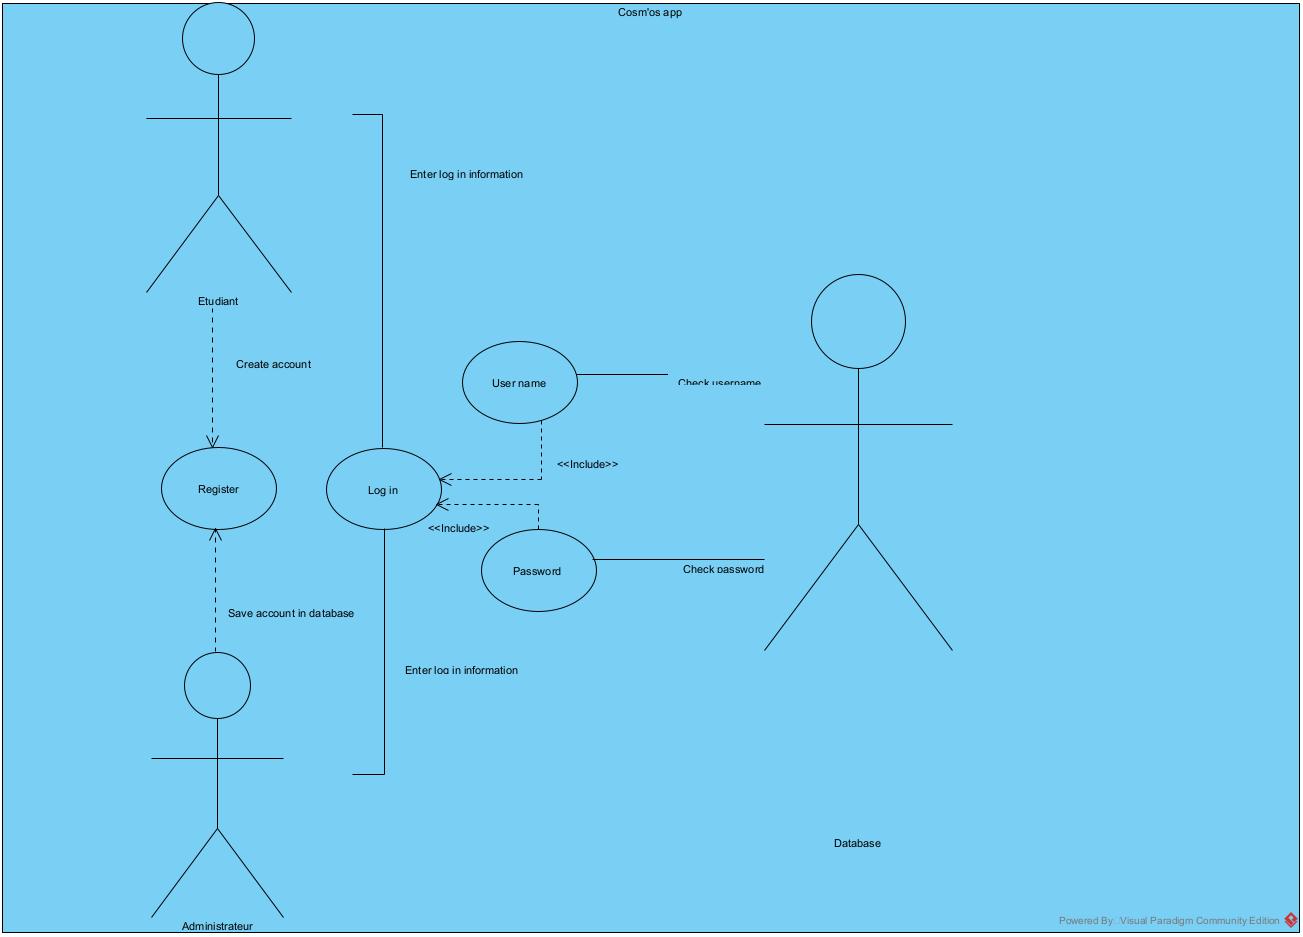 Cosm'os app
Enter log in information
Etudiant
Create account
User name
Check username
<<Include>>
Register
Log in
<<Include>>
Password
Check password
Save account in database
Enter log in information
Database
Administrateur
Powered By Visual Paradigm Community Edition